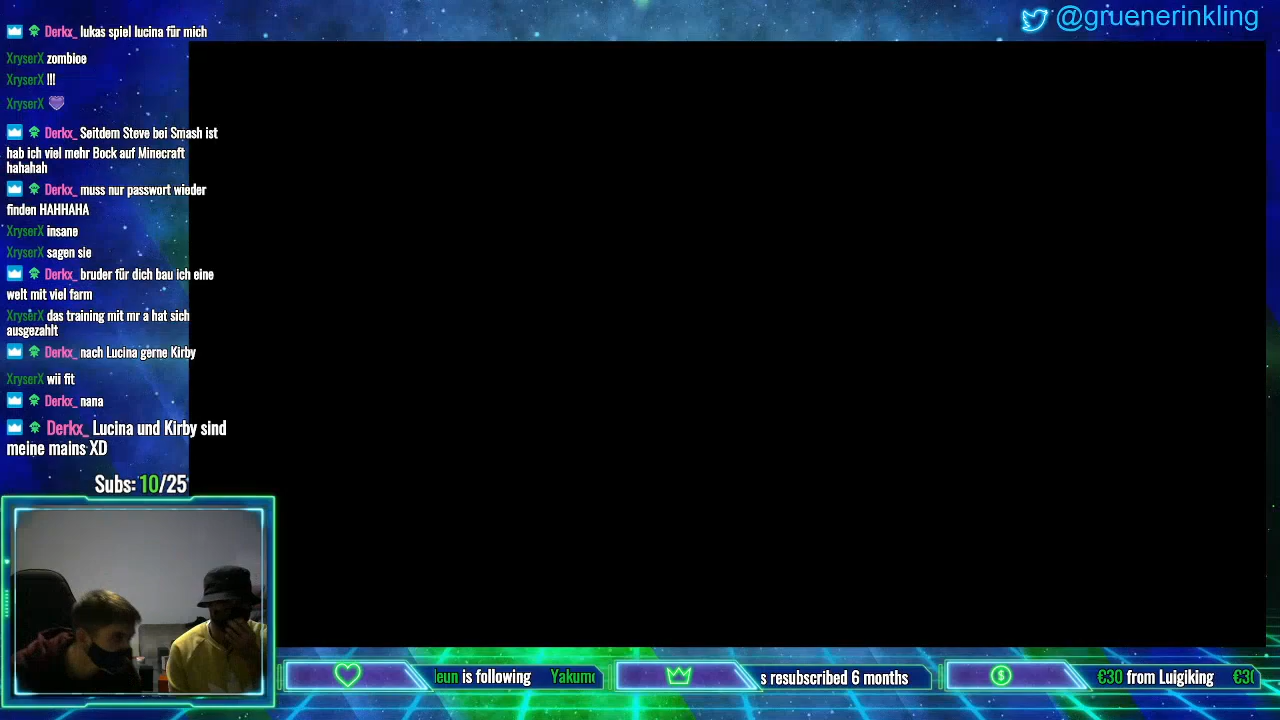 @gruenerinkling
Derkx_ lukas spiel lucina für mich
XryserX zombioe
XryserX !!!
XryserX
Derkx_ Seitdem Steve bei Smash ist
hab ich viel mehr Bock auf Minecraft
hahahah
Derkx_ muss nur passwort wieder
finden HAHHAHA
XryserX insane
XryserX sagen sie
Derkx_ bruder für dich bau ich eine
welt mit viel farm
XryserX das training mit mr a hat sich
ausgezahlt
Derkx_ nach Lucina gerne Kirby
XryserX wii fit
Derkx_ nana
Derkx_ Lucina und Kirby sind
meine mains XD
Subs: 10/25
leun is following Yakumo
s resubscribed 6 months
€30 from Luigiking €30